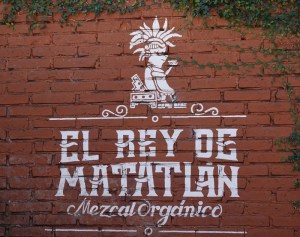 EL REY DE
MATATLAN
Mezcal Orgánico